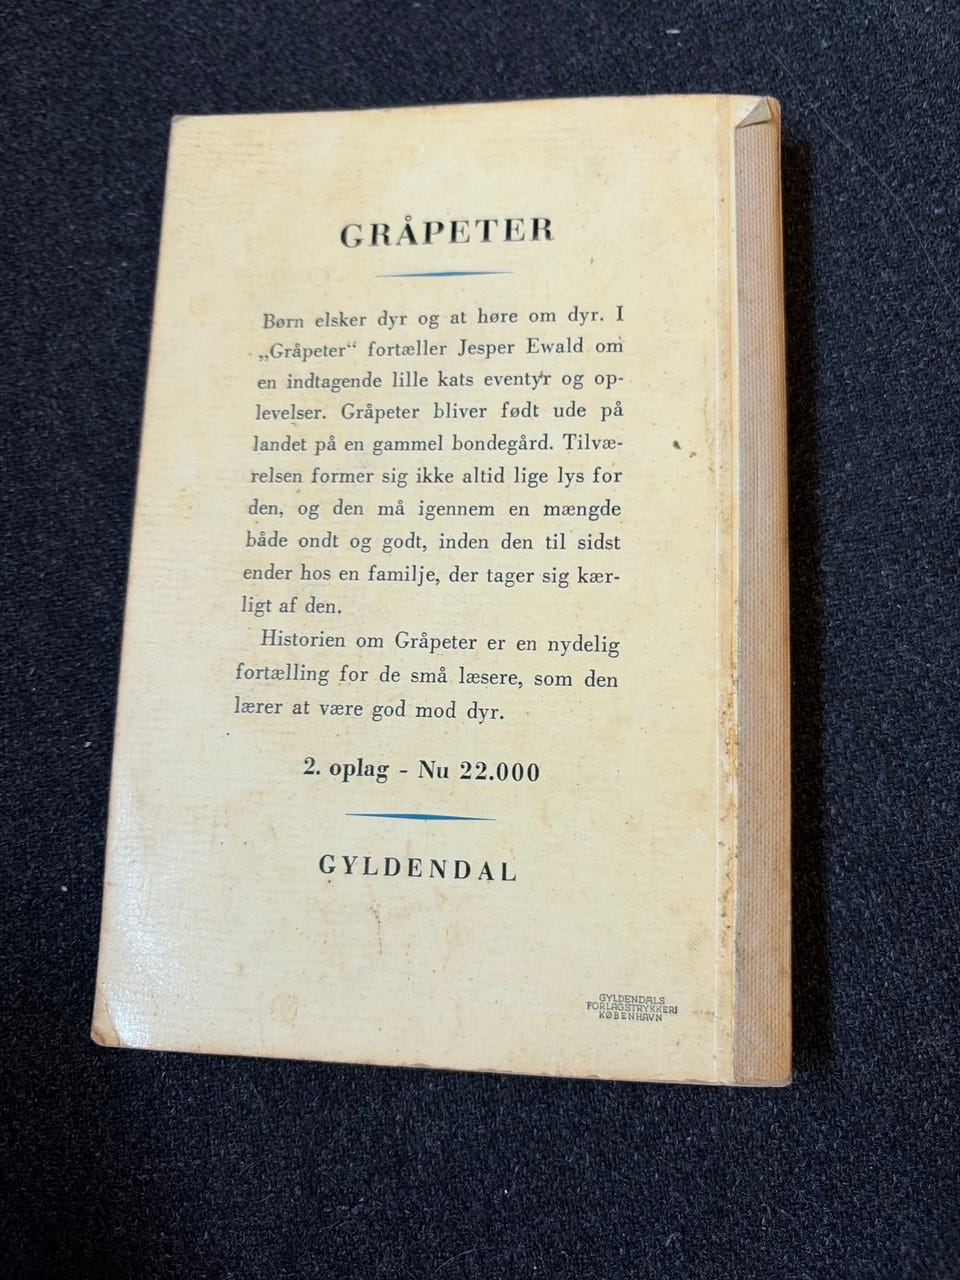 GRÅPETER
Børn elsker dyr og at høre om dyr. I
„Gråpeter“ fortæller Jesper Ewald om
en indtagende lille kats eventyr og op-
levelser. Gråpeter bliver født ude på
landet på en gammel bondegård. Tilvæ-
relsen former sig ikke altid lige lys for
den, og den må igennem en mængde
både ondt og godt, inden den til sidst
ender hos en familje, der tager sig kær-
ligt af den.
Historien om Gråpeter er en nydelig
fortælling for de små læsere, som den
lærer at være god mod dyr.
2. oplag - Nu 22.000
GYLDENDAL
GYLDENDALS
FORLAGSTRYKKERI
KØBENHAVN